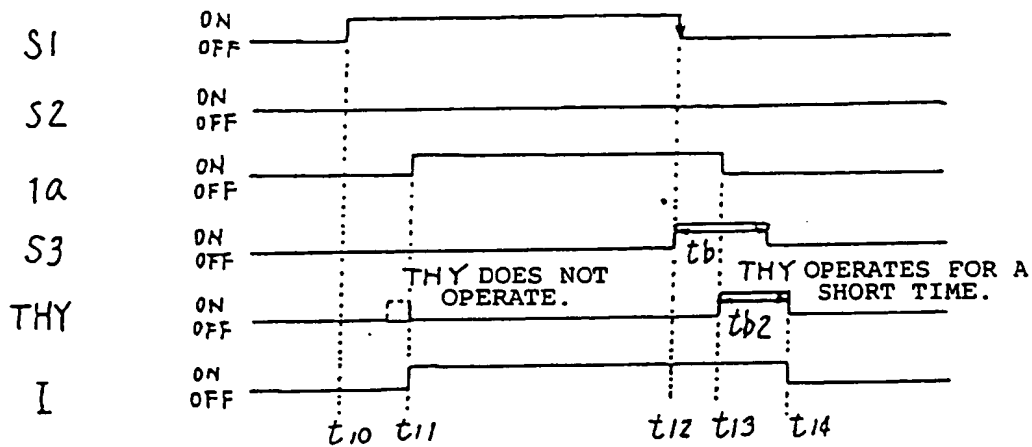 S1 ON OFF
S2 ON OFF
1a ON OFF
S3 ON OFF
tb
THY DOES NOT
OPERATE.
THY OPERATES FOR A
SHORT TIME.
THY ON OFF
tb2
I ON OFF
t10 t11 t12 t13 t14